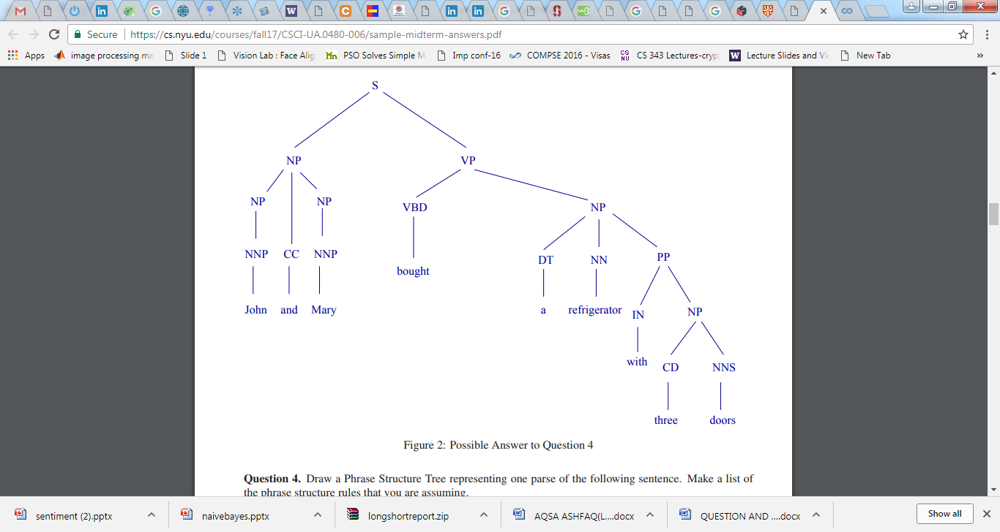 Secure
https://cs.nyu.edu/courses/fall17/CSCI-UA.0480-006/sample-midterm-answers.pdf
Apps image processing ma Slide 1 Vision Lab : Face Alig Mn PSO Solves Simple M Imp conf-16 COMPSE 2016 - Visas CS NU CS 343 Lectures-cryp W Lecture Slides and Vi New Tab »
S
NP VP
NP NP VBD NP
NNP CC NNP DT NN PP
bought
John and Mary a refrigerator IN NP
with CD NNS
three doors
Figure 2: Possible Answer to Question 4
Question 4. Draw a Phrase Structure Tree representing one parse of the following sentence. Make a list of
the phrase structure rules that you are assuming.
sentiment (2).pptx naivebayes.pptx longshortreport.zip AQSA ASHFAQ(L....docx QUESTION AND ....docx Show all